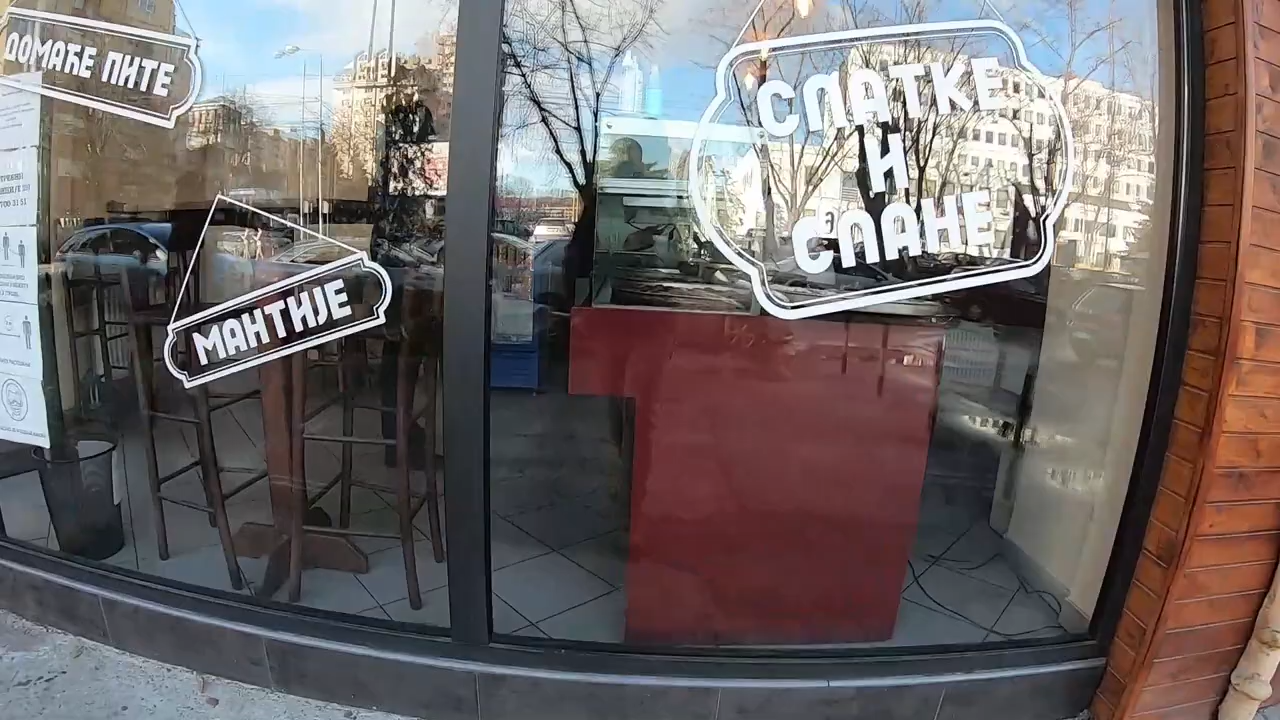 ДОМАЋЕ ПИТЕ
МАНТИЈЕ
СЛАТКЕ
И
СЛАНЕ